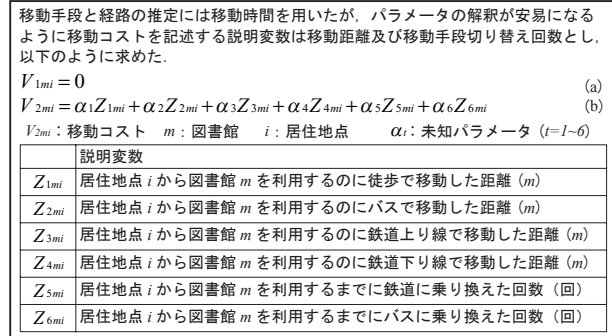 移動手段と経路の推定には移動時間を用いたが，パラメータの解釈が安易になる
ように移動コストを記述する説明変数は移動距離及び移動手段切り替え回数とし，
以下のように求めた．
V1mi = 0 (a)
V2mi = α1Z1mi + α2Z2mi + α3Z3mi + α4Z4mi + α5Z5mi + α6Z6mi (b)
V2mi：移動コスト m：図書館 i：居住地点 αt：未知パラメータ (t=1~6)
説明変数
Z1mi 居住地点 i から図書館 m を利用するのに徒歩で移動した距離 (m)
Z2mi 居住地点 i から図書館 m を利用するのにバスで移動した距離 (m)
Z3mi 居住地点 i から図書館 m を利用するのに鉄道上り線で移動した距離 (m)
Z4mi 居住地点 i から図書館 m を利用するのに鉄道下り線で移動した距離 (m)
Z5mi 居住地点 i から図書館 m を利用するまでに鉄道に乗り換えた回数（回）
Z6mi 居住地点 i から図書館 m を利用するまでにバスに乗り換えた回数（回）